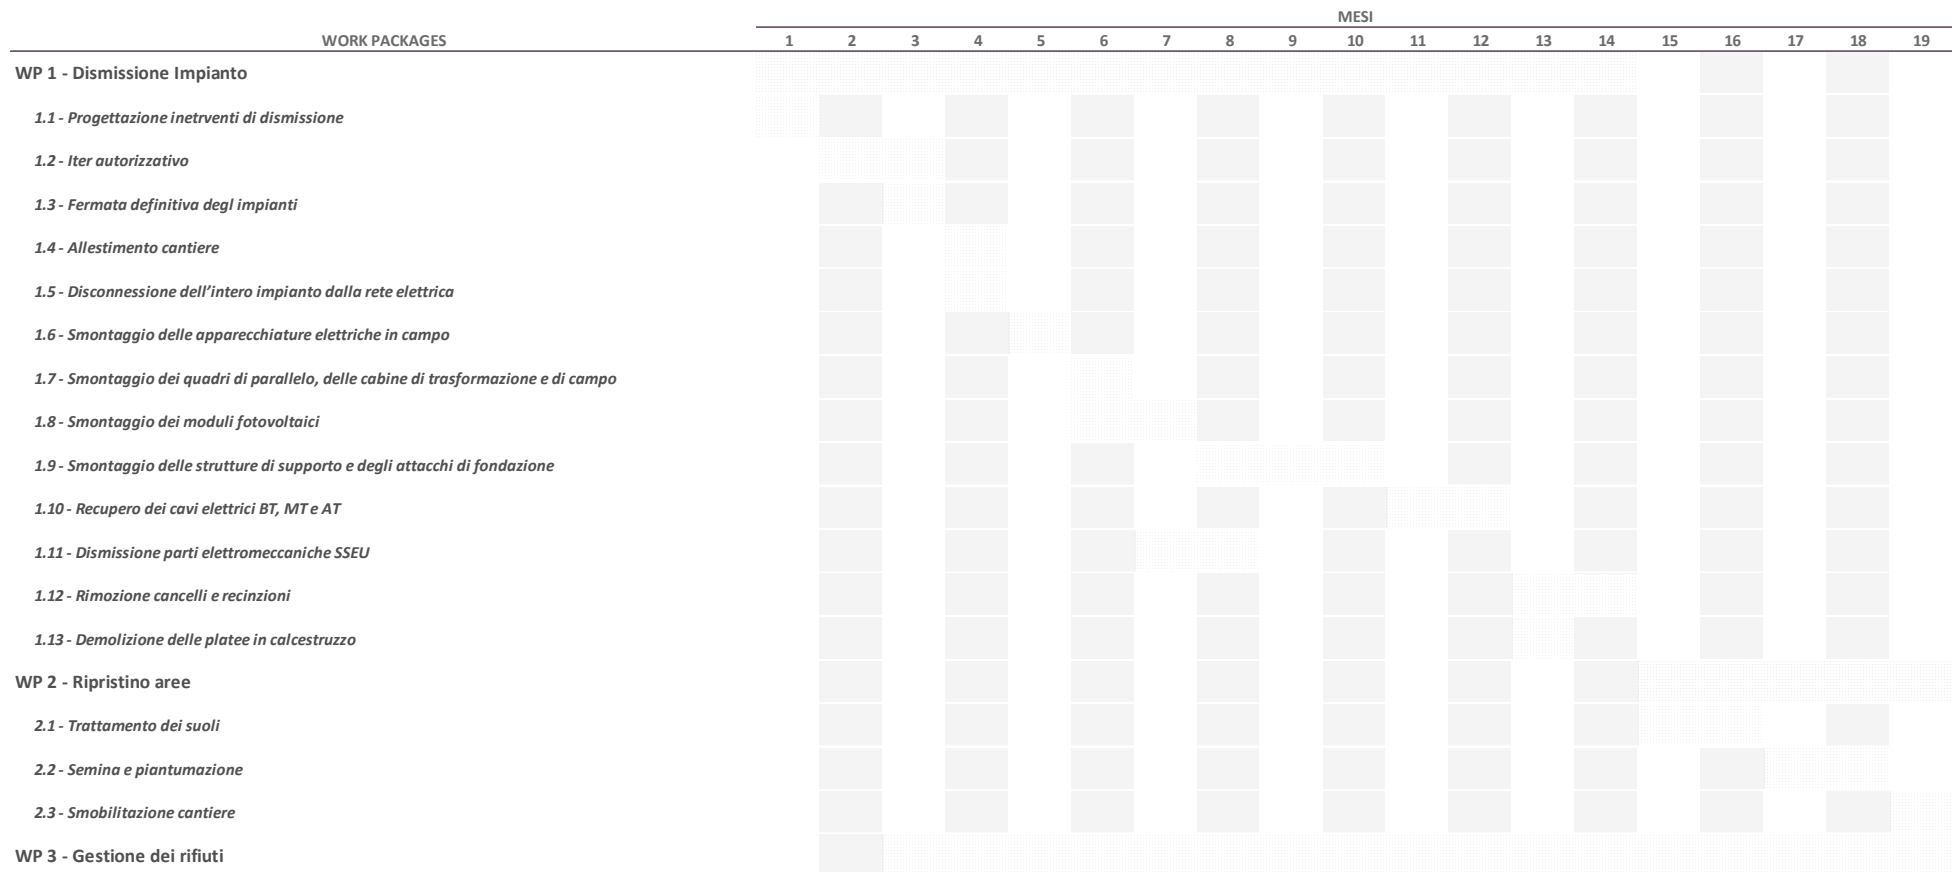 MESI
WORK PACKAGES 1 2 3 4 5 6 7 8 9 10 11 12 13 14 15 16 17 18 19
WP 1 - Dismissione Impianto
1.1 - Progettazione inetrventi di dismissione
1.2 - Iter autorizzativo
1.3 - Fermata definitiva degl impianti
1.4 - Allestimento cantiere
1.5 - Disconnessione dell’intero impianto dalla rete elettrica
1.6 - Smontaggio delle apparecchiature elettriche in campo
1.7 - Smontaggio dei quadri di parallelo, delle cabine di trasformazione e di campo
1.8 - Smontaggio dei moduli fotovoltaici
1.9 - Smontaggio delle strutture di supporto e degli attacchi di fondazione
1.10 - Recupero dei cavi elettrici BT, MT e AT
1.11 - Dismissione parti elettromeccaniche SSEU
1.12 - Rimozione cancelli e recinzioni
1.13 - Demolizione delle platee in calcestruzzo
WP 2 - Ripristino aree
2.1 - Trattamento dei suoli
2.2 - Semina e piantumazione
2.3 - Smobilitazione cantiere
WP 3 - Gestione dei rifiuti